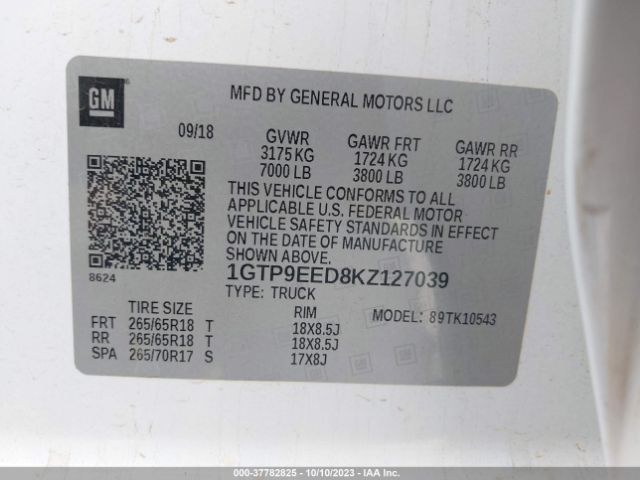 GM
MFD BY GENERAL MOTORS LLC
09/18
GVWR GAWR FRT GAWR RR
3175 KG 1724 KG 1724 KG
7000 LB 3800 LB 3800 LB
THIS VEHICLE CONFORMS TO ALL
APPLICABLE U.S. FEDERAL MOTOR
VEHICLE SAFETY STANDARDS IN EFFECT
ON THE DATE OF MANUFACTURE
SHOWN ABOVE.
8624
1GTP9EED8KZ127039
TYPE: TRUCK
TIRE SIZE RIM MODEL: 89TK10543
FRT 265/65R18 T 18X8.5J
RR 265/65R18 T 18X8.5J
SPA 265/70R17 S 17X8J
000-37782825 - 10/10/2023 - IAA Inc.